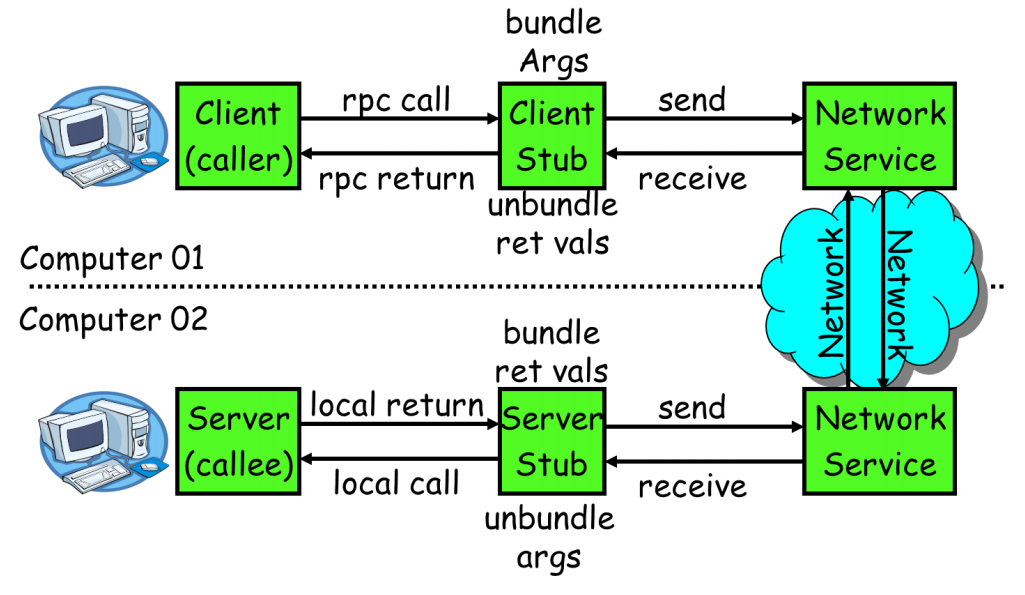 bundle
Args
Client
(caller)
rpc call
rpc return
Client
Stub
send
receive
Network
Service
unbundle
ret vals
Computer 01
Network
Network
Computer 02
bundle
ret vals
Server
(callee)
local return
local call
Server
Stub
send
receive
Network
Service
unbundle
args